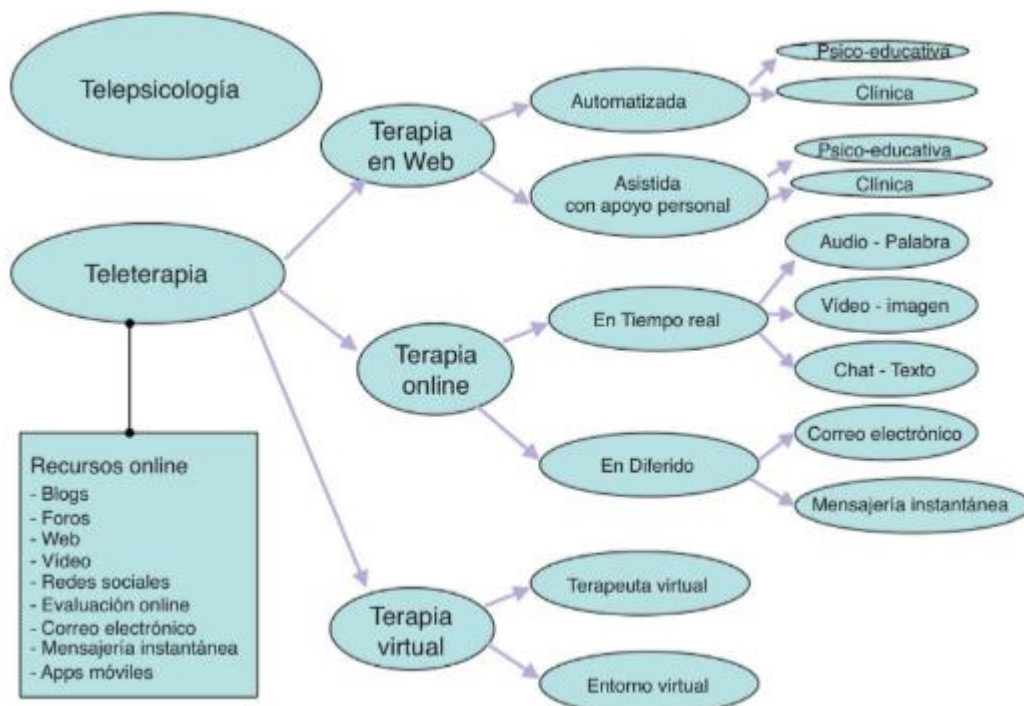 Telepsicología
Teleterapia
Recursos online
- Blogs
- Foros
- Web
- Vídeo
- Redes sociales
- Evaluación online
- Correo electrónico
- Mensajería instantánea
- Apps móviles
Terapia
en Web
Automatizada
Psico-educativa
Clínica
Asistida
con apoyo personal
Psico-educativa
Clínica
Terapia
online
En Tiempo real
Audio - Palabra
Vídeo - imagen
Chat - Texto
En Diferido
Correo electrónico
Mensajería instantánea
Terapia
virtual
Terapeuta virtual
Entorno virtual